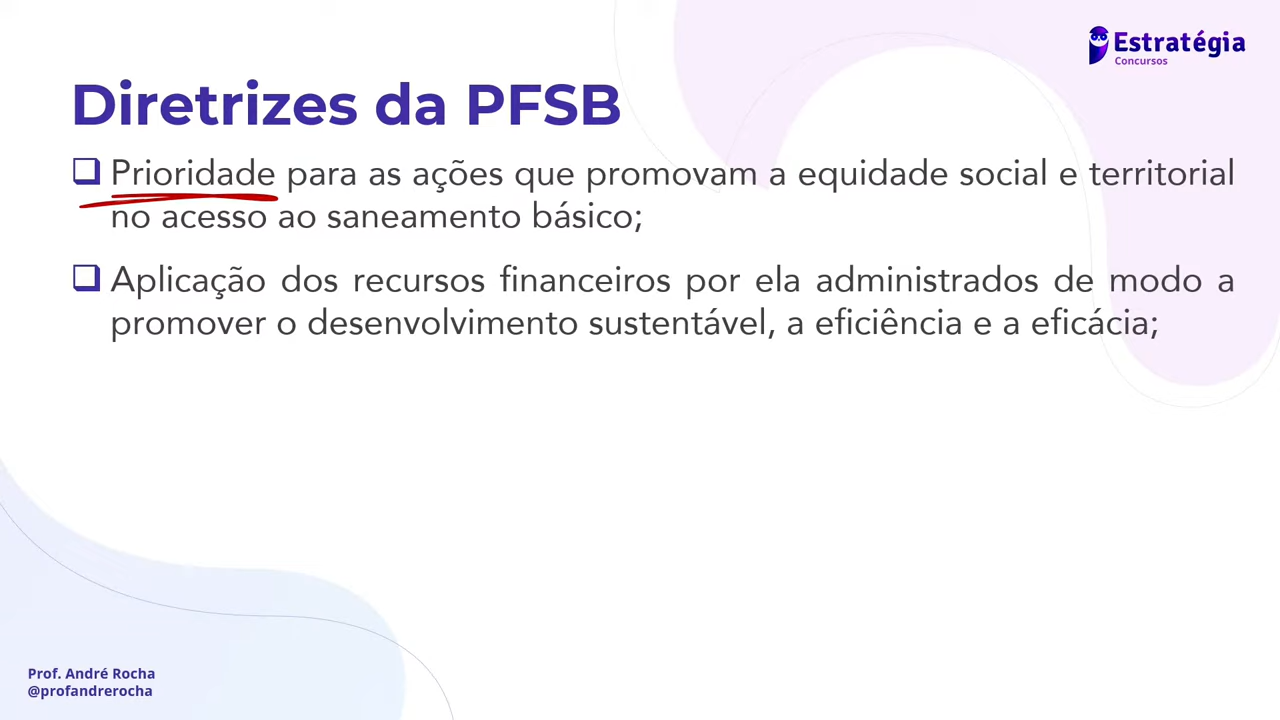 Estratégia
Concursos
Diretrizes da PFSB
Prioridade para as ações que promovam a equidade social e territorial
no acesso ao saneamento básico;
Aplicação dos recursos financeiros por ela administrados de modo a
promover o desenvolvimento sustentável, a eficiência e a eficácia;
Prof. André Rocha
@profandrerocha